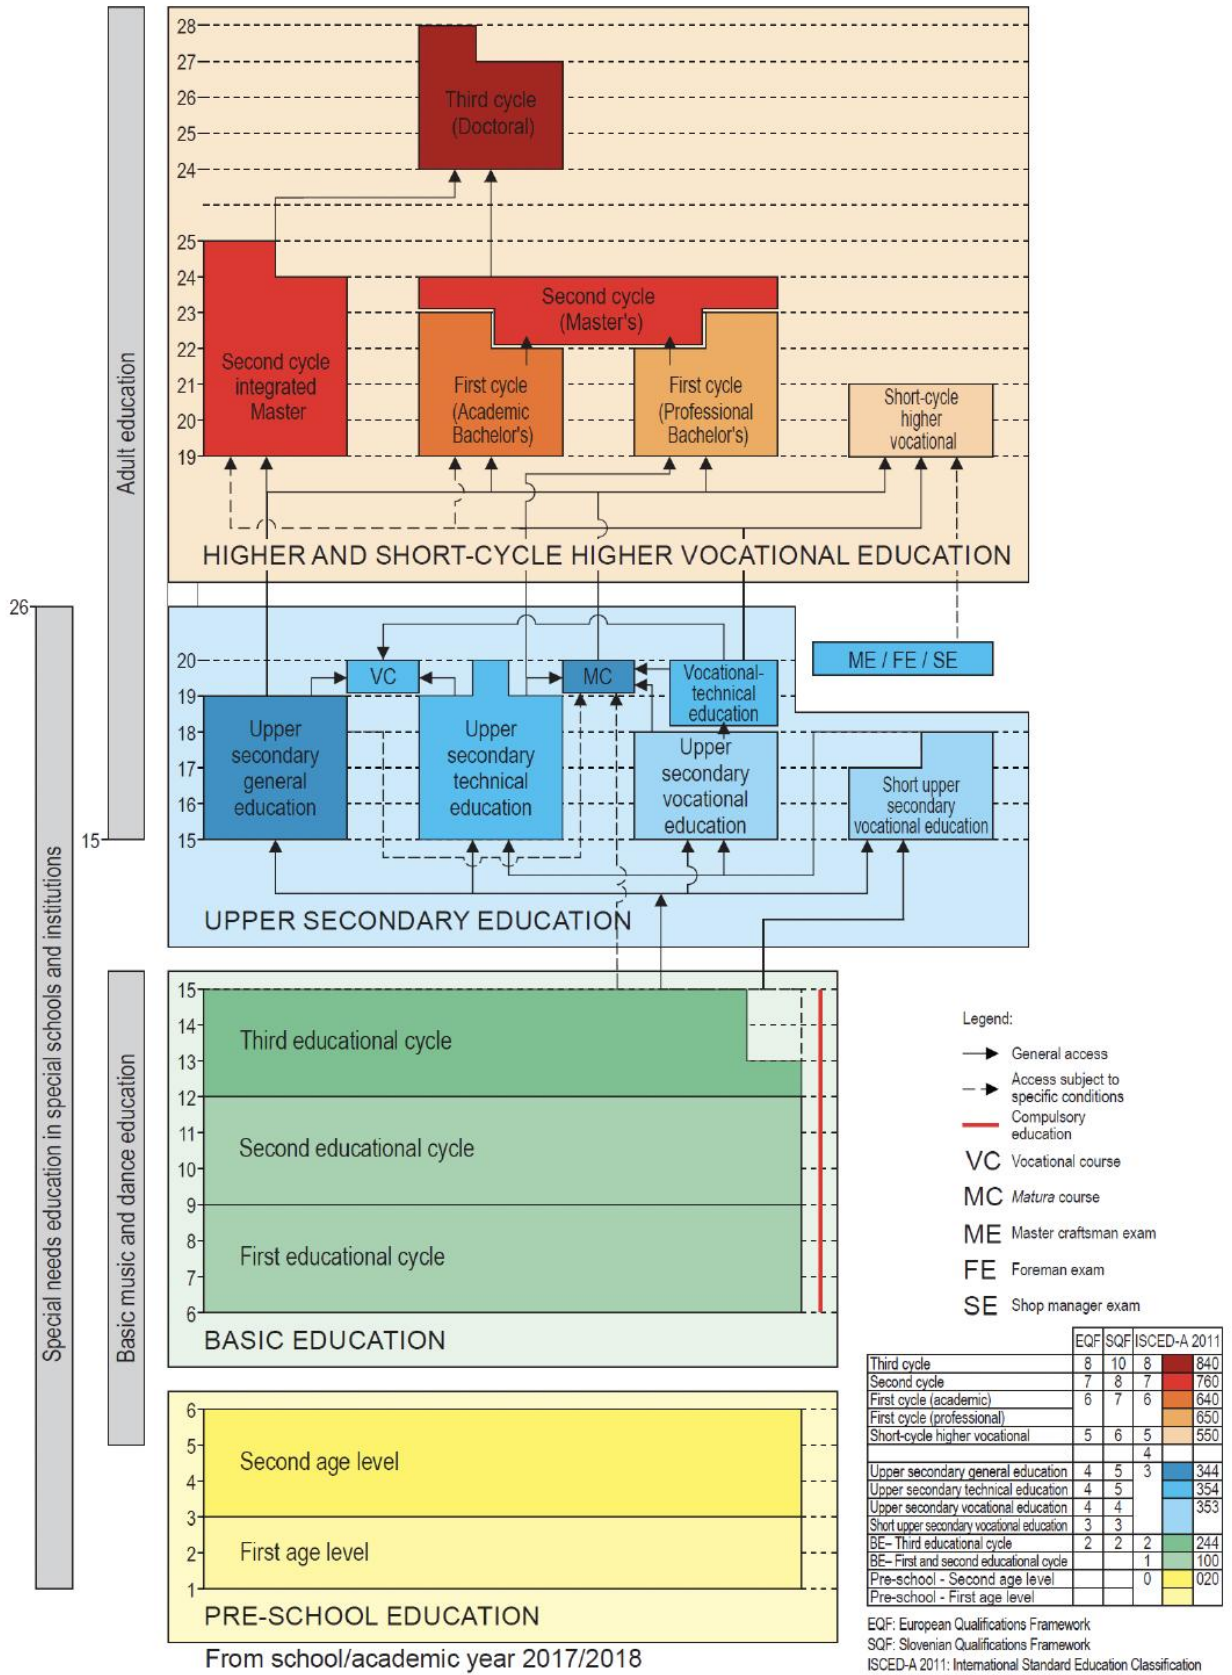 28
27
26
25
24
25
24
23
22
21
20
19
Third cycle
(Doctoral)
Second cycle
(Master's)
Second cycle
integrated
Master
First cycle
(Academic
Bachelor's)
First cycle
(Professional
Bachelor's)
Short-cycle
higher
vocational
HIGHER AND SHORT-CYCLE HIGHER VOCATIONAL EDUCATION
Adult education
26
15
Special needs education in special schools and institutions
20
19
18
17
16
15
VC
MC
Vocational-
technical
education
ME / FE / SE
Upper
secondary
general
education
Upper
secondary
technical
education
Upper
secondary
vocational
education
Short upper
secondary
vocational education
UPPER SECONDARY EDUCATION
Basic music and dance education
15
14
13
12
11
10
9
8
7
6
Third educational cycle
Second educational cycle
First educational cycle
BASIC EDUCATION
6
5
4
3
2
1
Second age level
First age level
PRE-SCHOOL EDUCATION
From school/academic year 2017/2018
Legend:
General access
Access subject to
specific conditions
Compulsory
education
VC Vocational course
MC Matura course
ME Master craftsman exam
FE Foreman exam
SE Shop manager exam
EQF SQF ISCED-A 2011
Third cycle 8 10 8 840
Second cycle 7 8 7 760
First cycle (academic) 6 7 6 640
First cycle (professional) 650
Short-cycle higher vocational 5 6 5 550
4
Upper secondary general education 4 5 3 344
Upper secondary technical education 4 5 354
Upper secondary vocational education 4 4 353
Short upper secondary vocational education 3 3
BE– Third educational cycle 2 2 2 244
BE– First and second educational cycle 1 100
Pre-school - Second age level 0 020
Pre-school - First age level
EQF: European Qualifications Framework
SQF: Slovenian Qualifications Framework
ISCED-A 2011: International Standard Education Classification